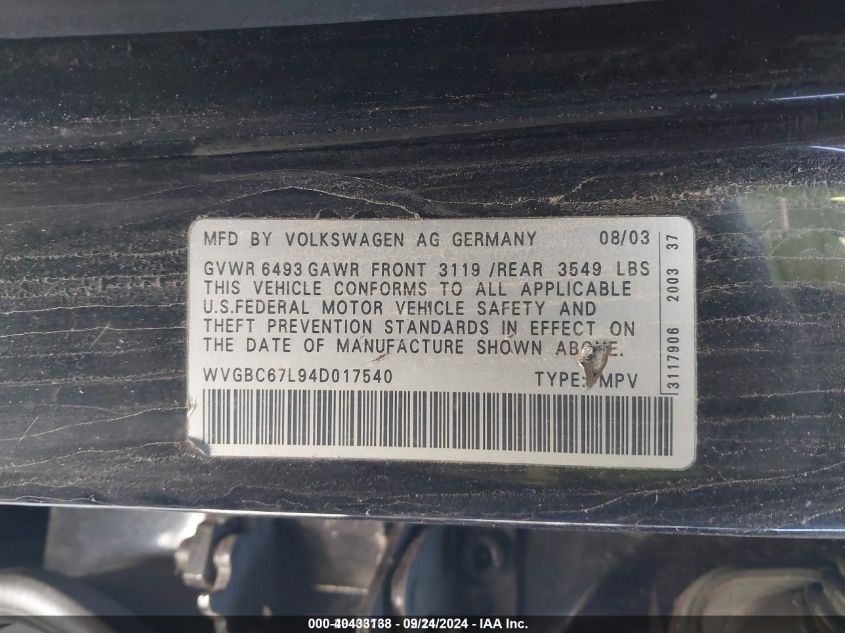 MFD BY VOLKSWAGEN AG GERMANY 08/03
GVWR 6493 GAWR FRONT 3119 /REAR 3549 LBS
THIS VEHICLE CONFORMS TO ALL APPLICABLE
U.S.FEDERAL MOTOR VEHICLE SAFETY AND
THEFT PREVENTION STANDARDS IN EFFECT ON
THE DATE OF MANUFACTURE SHOWN ABOVE.
WVGBC67L94D017540 TYPE: MPV
3117906 2003 37
000-40433138 - 09/24/2024 - IAA Inc.